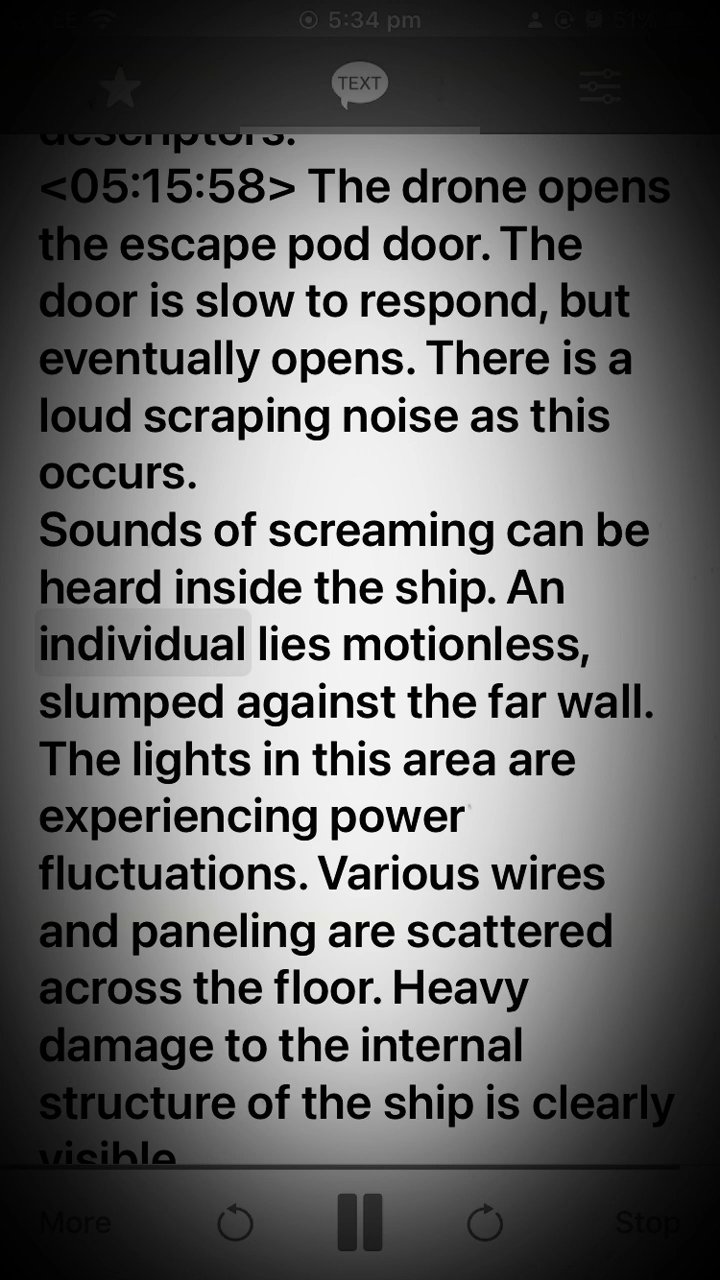 5:34 pm
TEXT
descriptors.
<05:15:58> The drone opens
the escape pod door. The
door is slow to respond, but
eventually opens. There is a
loud scraping noise as this
occurs.
Sounds of screaming can be
heard inside the ship. An
individual lies motionless,
slumped against the far wall.
The lights in this area are
experiencing power
fluctuations. Various wires
and paneling are scattered
across the floor. Heavy
damage to the internal
structure of the ship is clearly
visible
More
Stop